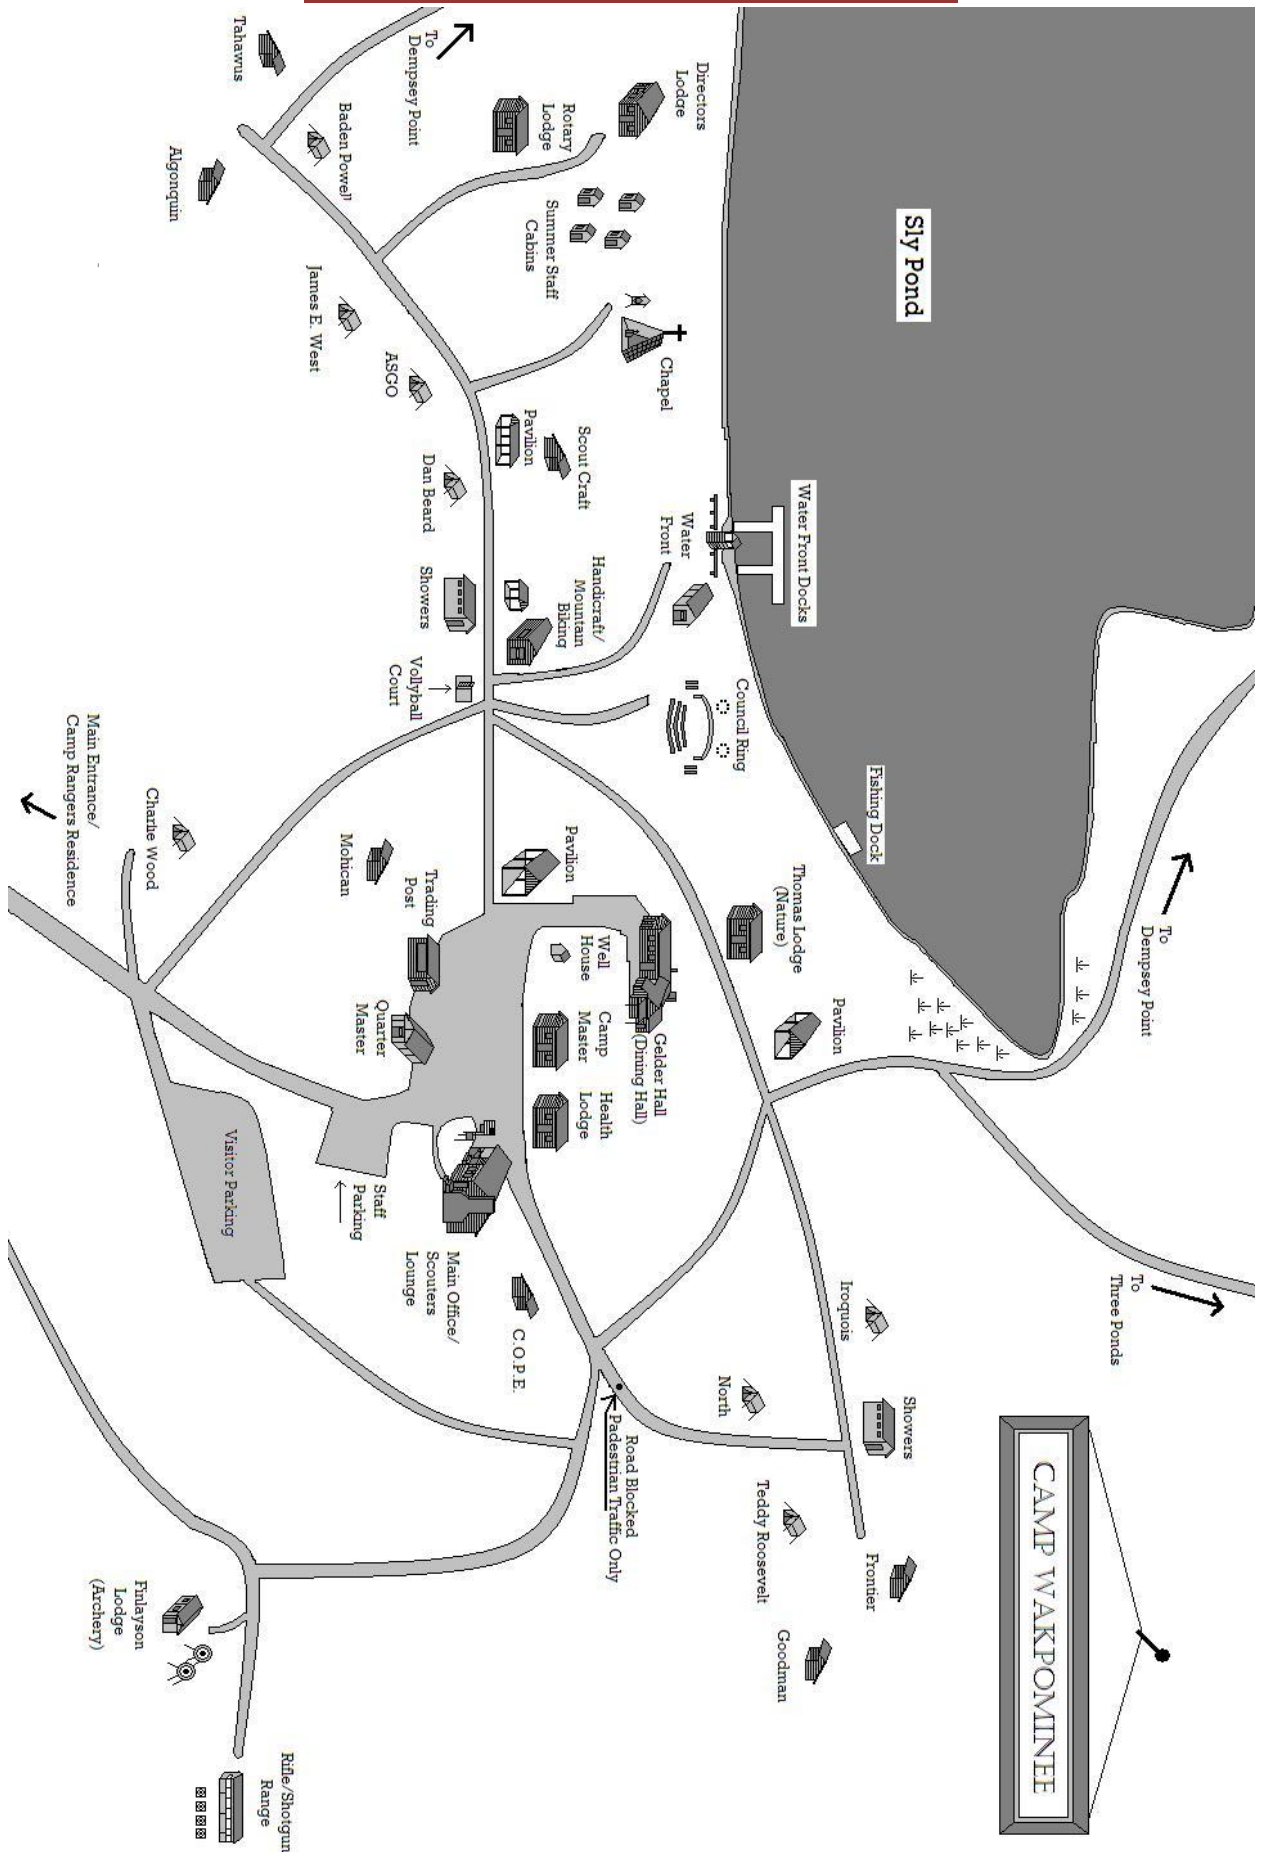 CAMP WAKPOMINEE
Sly Pond
To
Dempsey Point
To
Three Ponds
Water Front Docks
Fishing Dock
Thomas Lodge
(Nature)
Pavilion
Iroquois
Showers
Frontier
Directors
Lodge
Chapel
Water
Front
Council Ring
Gelder Hall
(Dining Hall)
North
Teddy Roosevelt
Goodman
Rotary
Lodge
Summer Staff
Cabins
Scout Craft
Pavilion
Handicraft/
Mountain
Biking
Pavilion
Well
House
Camp
Master
Health
Lodge
C.O.P.E.
Road Blocked
Padestrian Traffic Only
To
Dempsey Point
Baden Powell
James E. West
ASGO
Dan Beard
Showers
Vollyball
Court
Mohican
Trading
Post
Quarter
Master
Staff
Parking
Main Office/
Scouters
Lounge
Tahawus
Algonquin
Charlie Wood
Visitor Parking
Main Entrance/
Camp Rangers Residence
Finlayson
Lodge
(Archery)
Rifle/Shotgun
Range